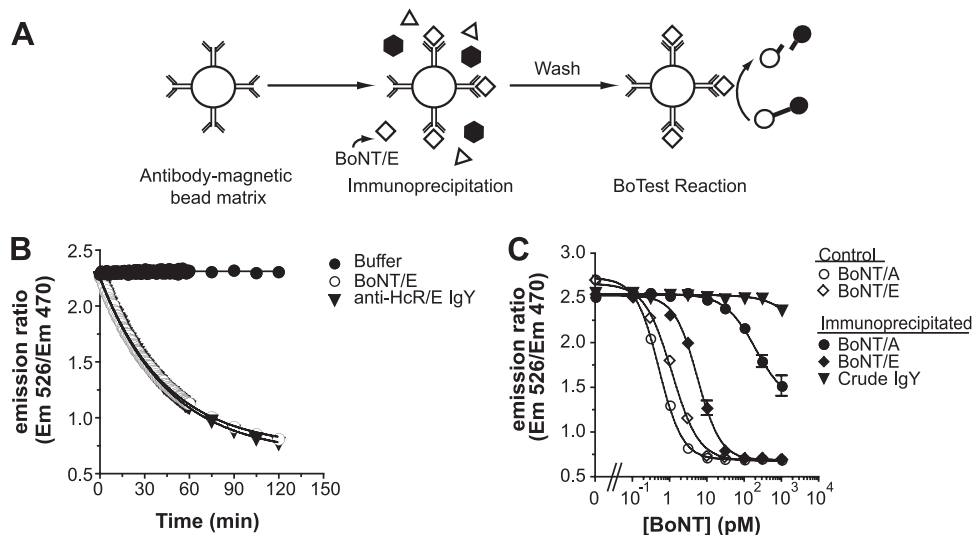 A
Wash
BoNT/E
Antibody-magnetic
bead matrix
Immunoprecipitation
BoTest Reaction
B
emission ratio
(Em 526/Em 470)
2.5
2.0
1.5
1.0
0.5
0 30 60 90 120 150
Time (min)
Buffer
BoNT/E
anti-HcR/E IgY
C
emission ratio
(Em 526/Em 470)
3.0
2.5
2.0
1.5
1.0
0.5
0 10-1 1 10 102 103 104
[BoNT] (pM)
Control
BoNT/A
BoNT/E
Immunoprecipitated
BoNT/A
BoNT/E
Crude IgY